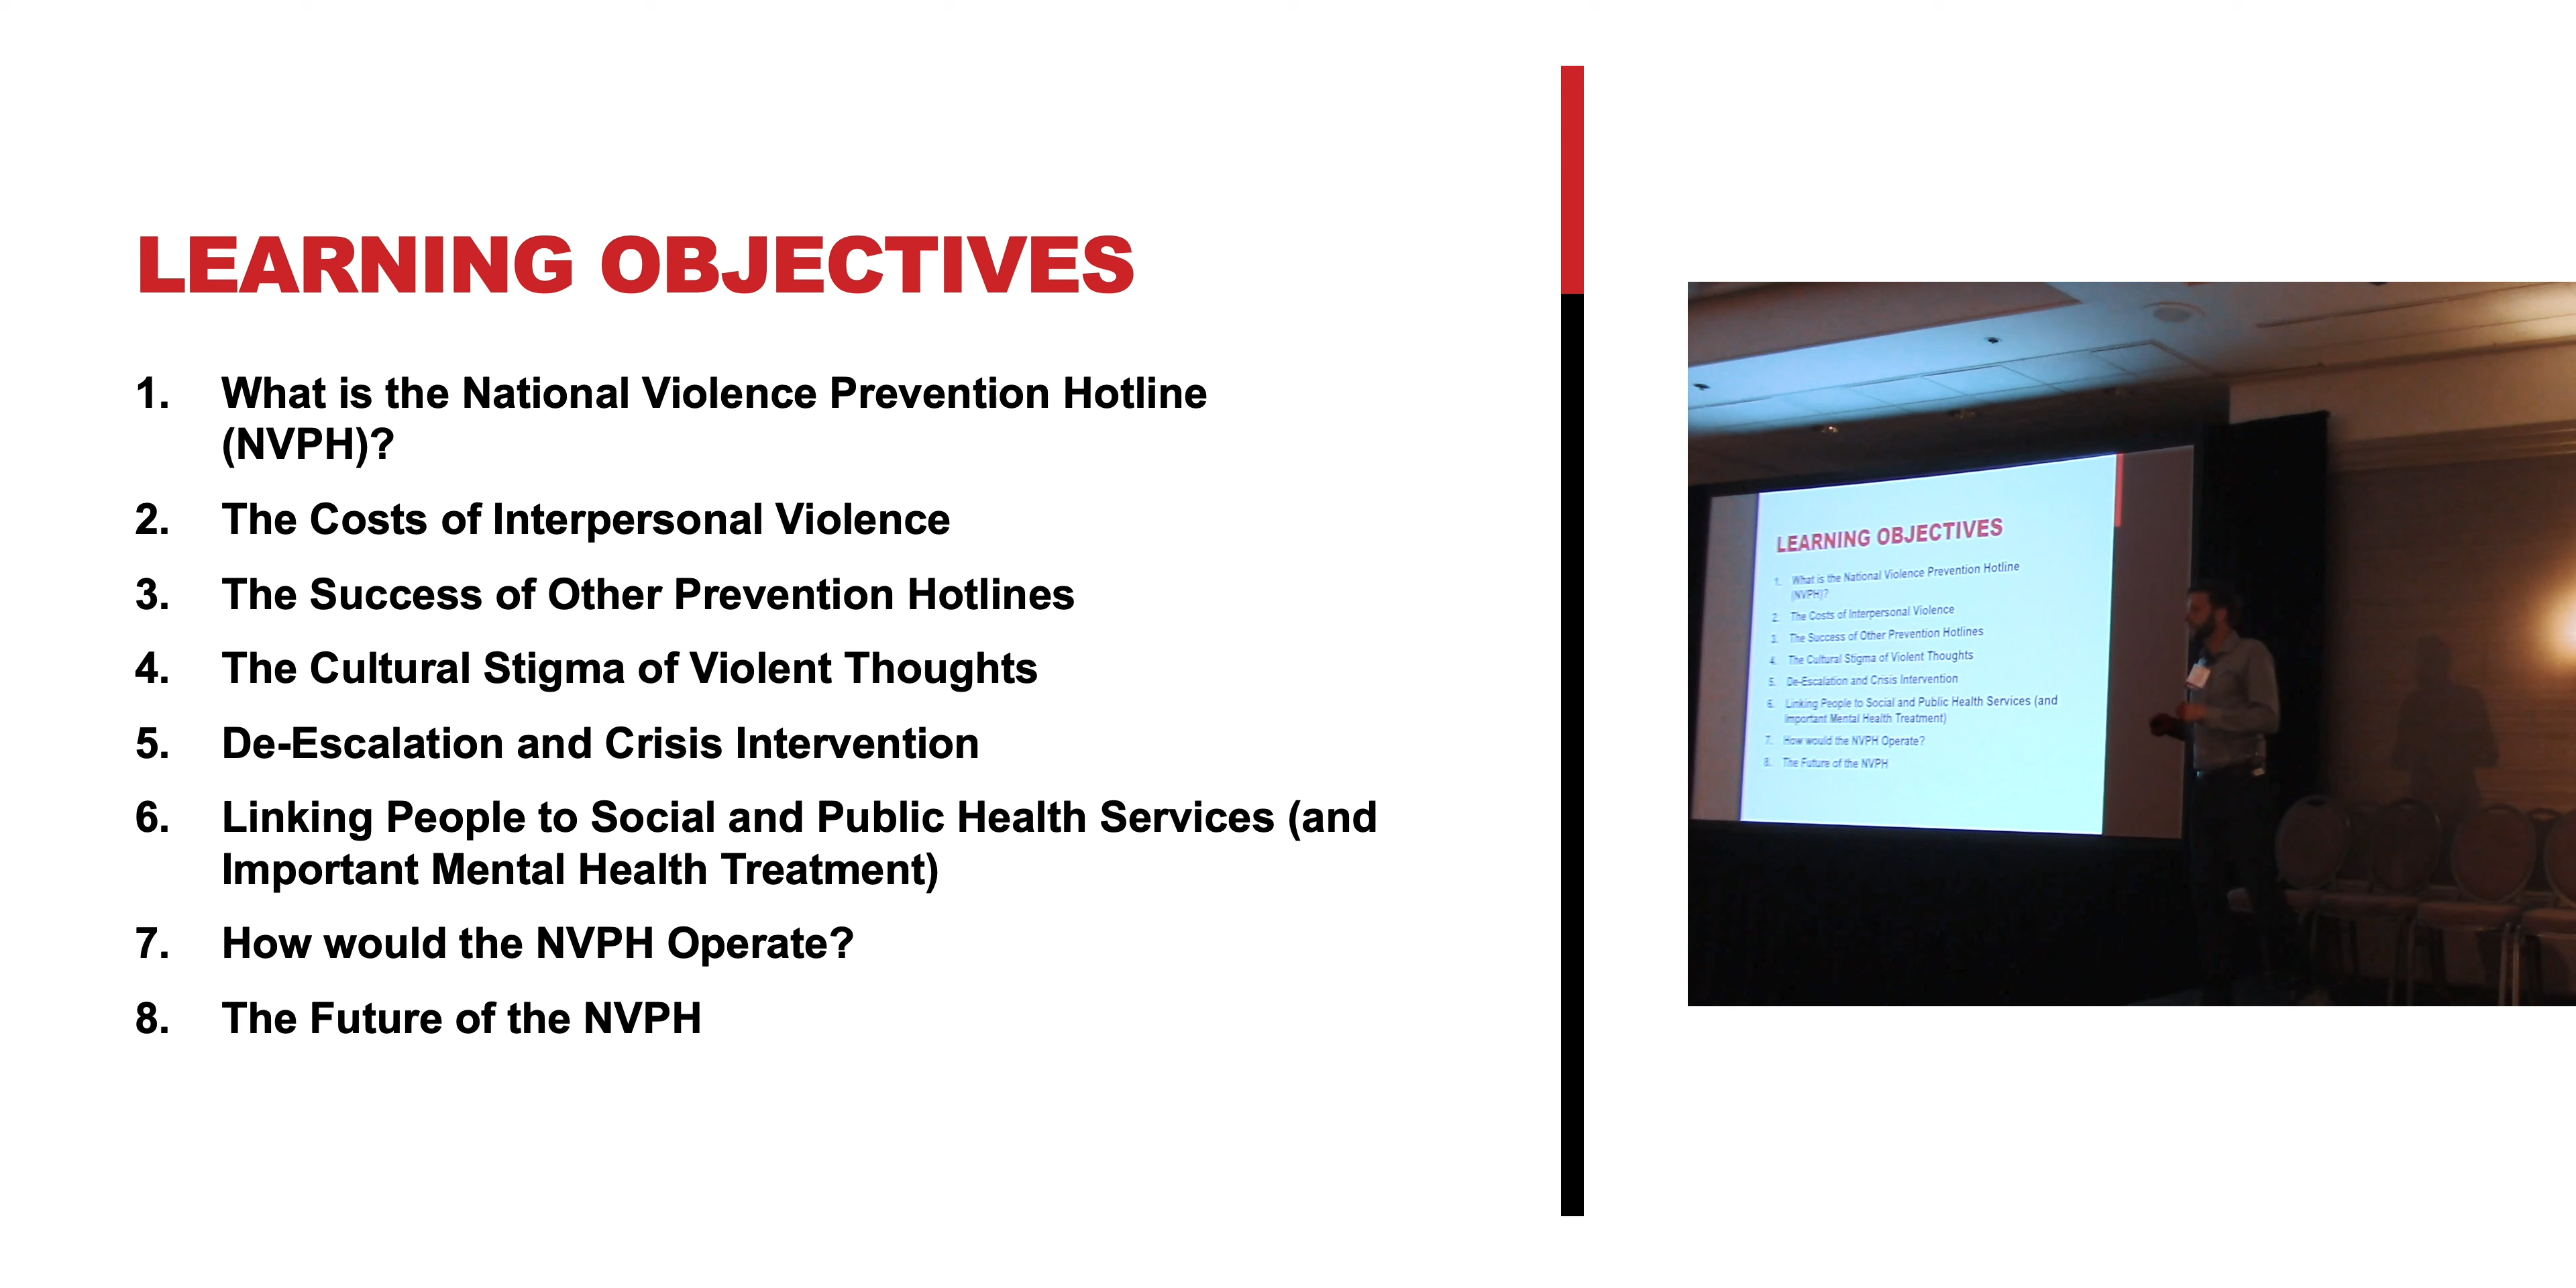 LEARNING OBJECTIVES
1. What is the National Violence Prevention Hotline
(NVPH)?
2. The Costs of Interpersonal Violence
3. The Success of Other Prevention Hotlines
4. The Cultural Stigma of Violent Thoughts
5. De-Escalation and Crisis Intervention
6. Linking People to Social and Public Health Services (and
Important Mental Health Treatment)
7. How would the NVPH Operate?
8. The Future of the NVPH
LEARNING OBJECTIVES
1. What is the National Violence Prevention Hotline
(NVPH)?
2. The Costs of Interpersonal Violence
3. The Success of Other Prevention Hotlines
4. The Cultural Stigma of Violent Thoughts
5. De-Escalation and Crisis Intervention
6. Linking People to Social and Public Health Services (and
Important Mental Health Treatment)
7. How would the NVPH Operate?
8. The Future of the NVPH